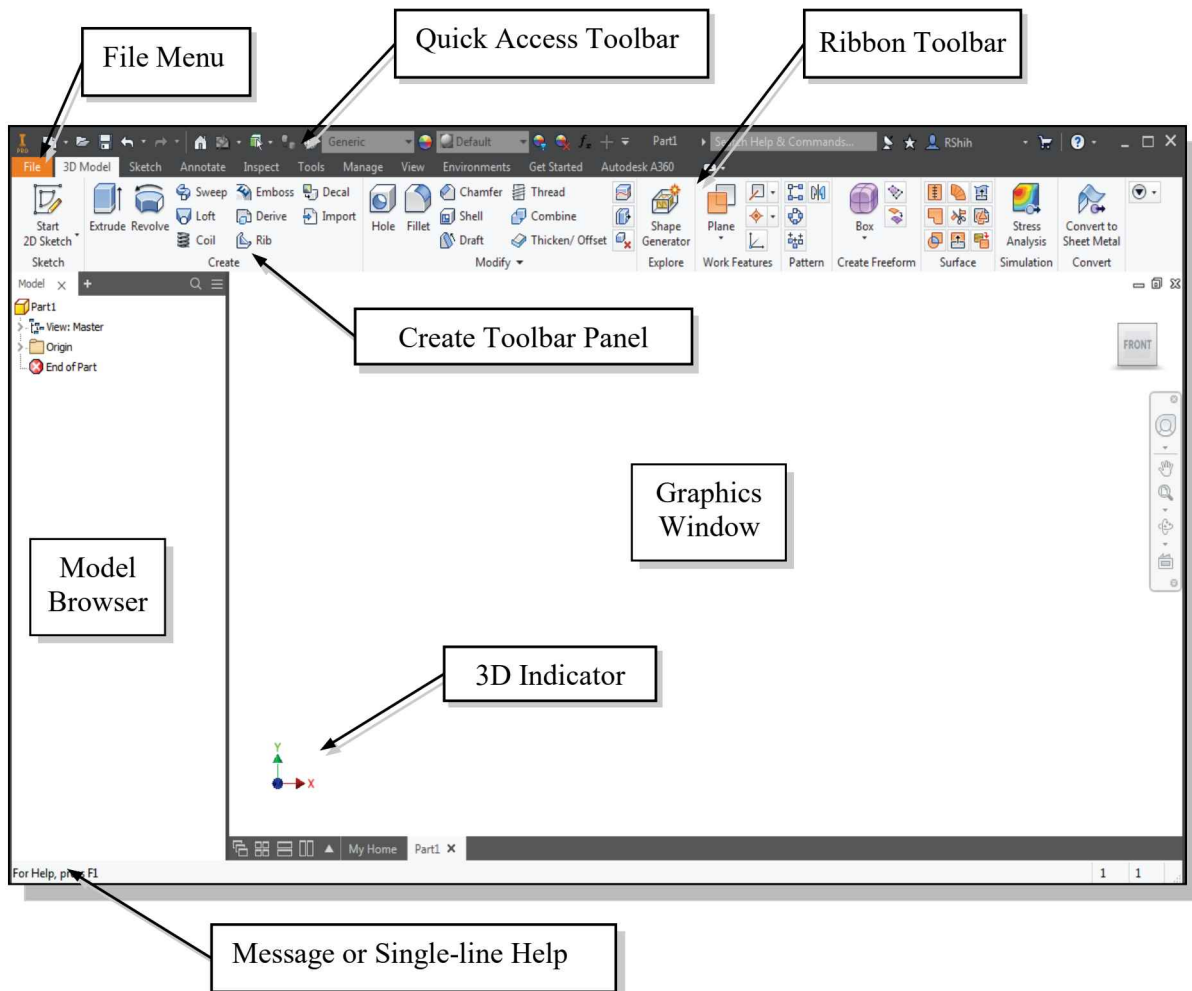 File Menu
Quick Access Toolbar
Ribbon Toolbar
I
PRO
Generic
Default
Part1
Search Help & Commands...
RShih
File 3D Model Sketch Annotate Inspect Tools Manage View Environments Get Started Autodesk A360
Start
2D Sketch
Extrude Revolve
Sweep Emboss Decal
Loft Derive Import
Coil Rib
Hole Fillet
Chamfer Thread
Shell Combine
Draft Thicken/ Offset
Shape
Generator
Plane
Box
Stress
Analysis
Convert to
Sheet Metal
Sketch Create Modify Explore Work Features Pattern Create Freeform Surface Simulation Convert
Model
Part1
View: Master
Origin
End of Part
Create Toolbar Panel
FRONT
Graphics
Window
Model
Browser
3D Indicator
Y
X
My Home Part1
For Help, press F1
1 1
Message or Single-line Help